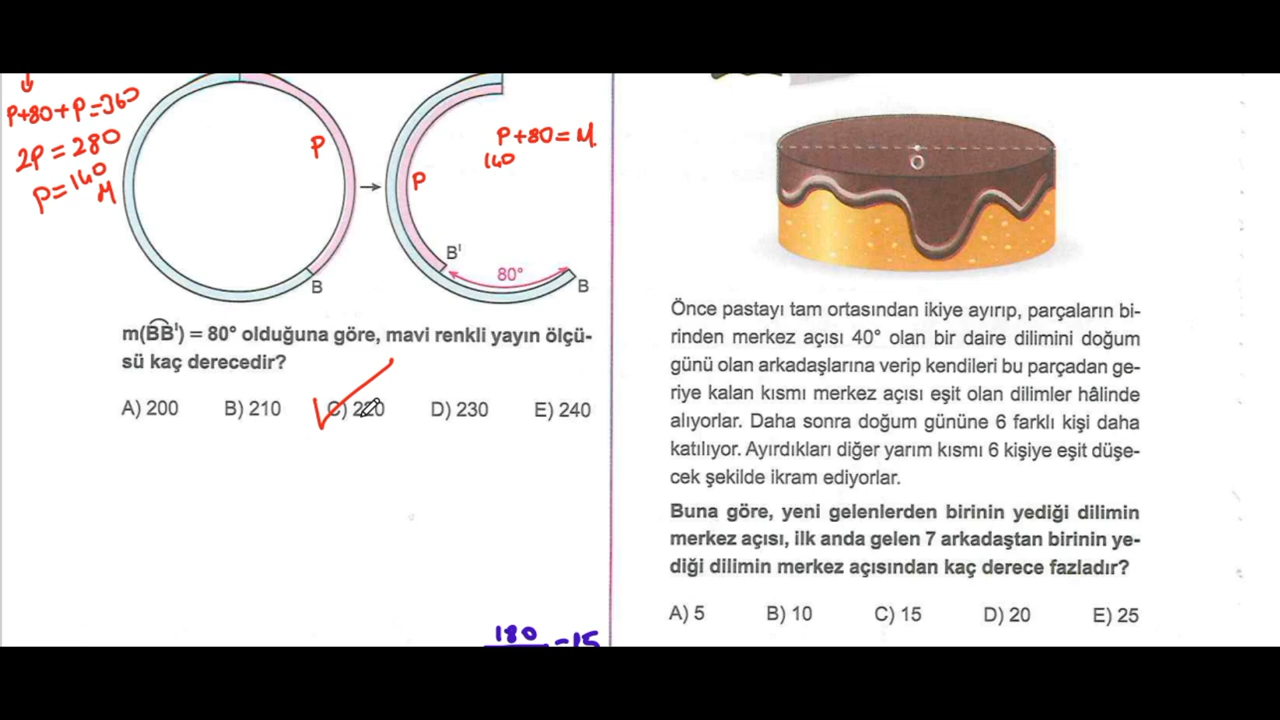 P+80+P=360
2P=280
P=140
M
P
P
P+80=M
140
B
B'
80°
B
m(BB') = 80° olduğuna göre, mavi renkli yayın ölçü-
sü kaç derecedir?
A) 200 B) 210 C) 220 D) 230 E) 240
180
=15
O
Önce pastayı tam ortasından ikiye ayırıp, parçaların bi-
rinden merkez açısı 40° olan bir daire dilimini doğum
günü olan arkadaşlarına verip kendileri bu parçadan ge-
riye kalan kısmı merkez açısı eşit olan dilimler hâlinde
alıyorlar. Daha sonra doğum gününe 6 farklı kişi daha
katılıyor. Ayırdıkları diğer yarım kısmı 6 kişiye eşit düşe-
cek şekilde ikram ediyorlar.
Buna göre, yeni gelenlerden birinin yediği dilimin
merkez açısı, ilk anda gelen 7 arkadaştan birinin ye-
diği dilimin merkez açısından kaç derece fazladır?
A) 5 B) 10 C) 15 D) 20 E) 25